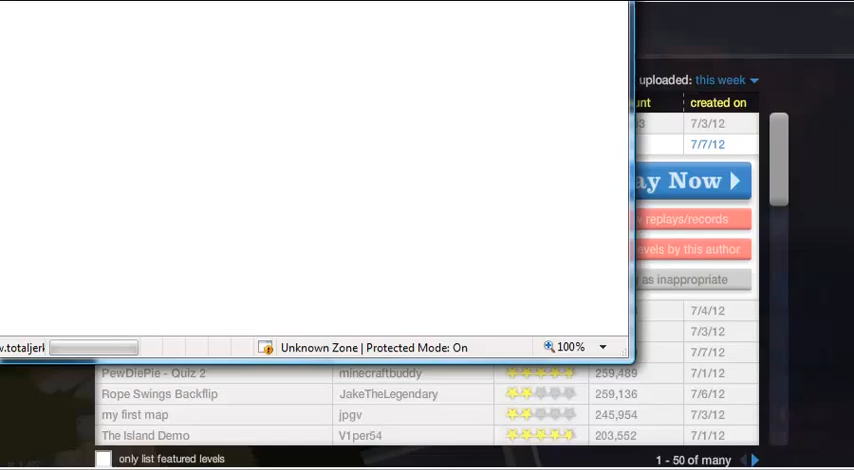 uploaded: this week
unt created on
3 7/3/12
7/7/12
ay Now
replays/records
evels by this author
as inappropriate
7/4/12
7/3/12
w.totaljerk Unknown Zone | Protected Mode: On 100% 7/7/12
PewDiePie - Quiz 2 minecraftbuddy 259,489 7/1/12
Rope Swings Backflip JakeTheLegendary 259,136 7/6/12
my first map jpgv 245,954 7/3/12
The Island Demo V1per54 203,552 7/1/12
only list featured levels 1 - 50 of many